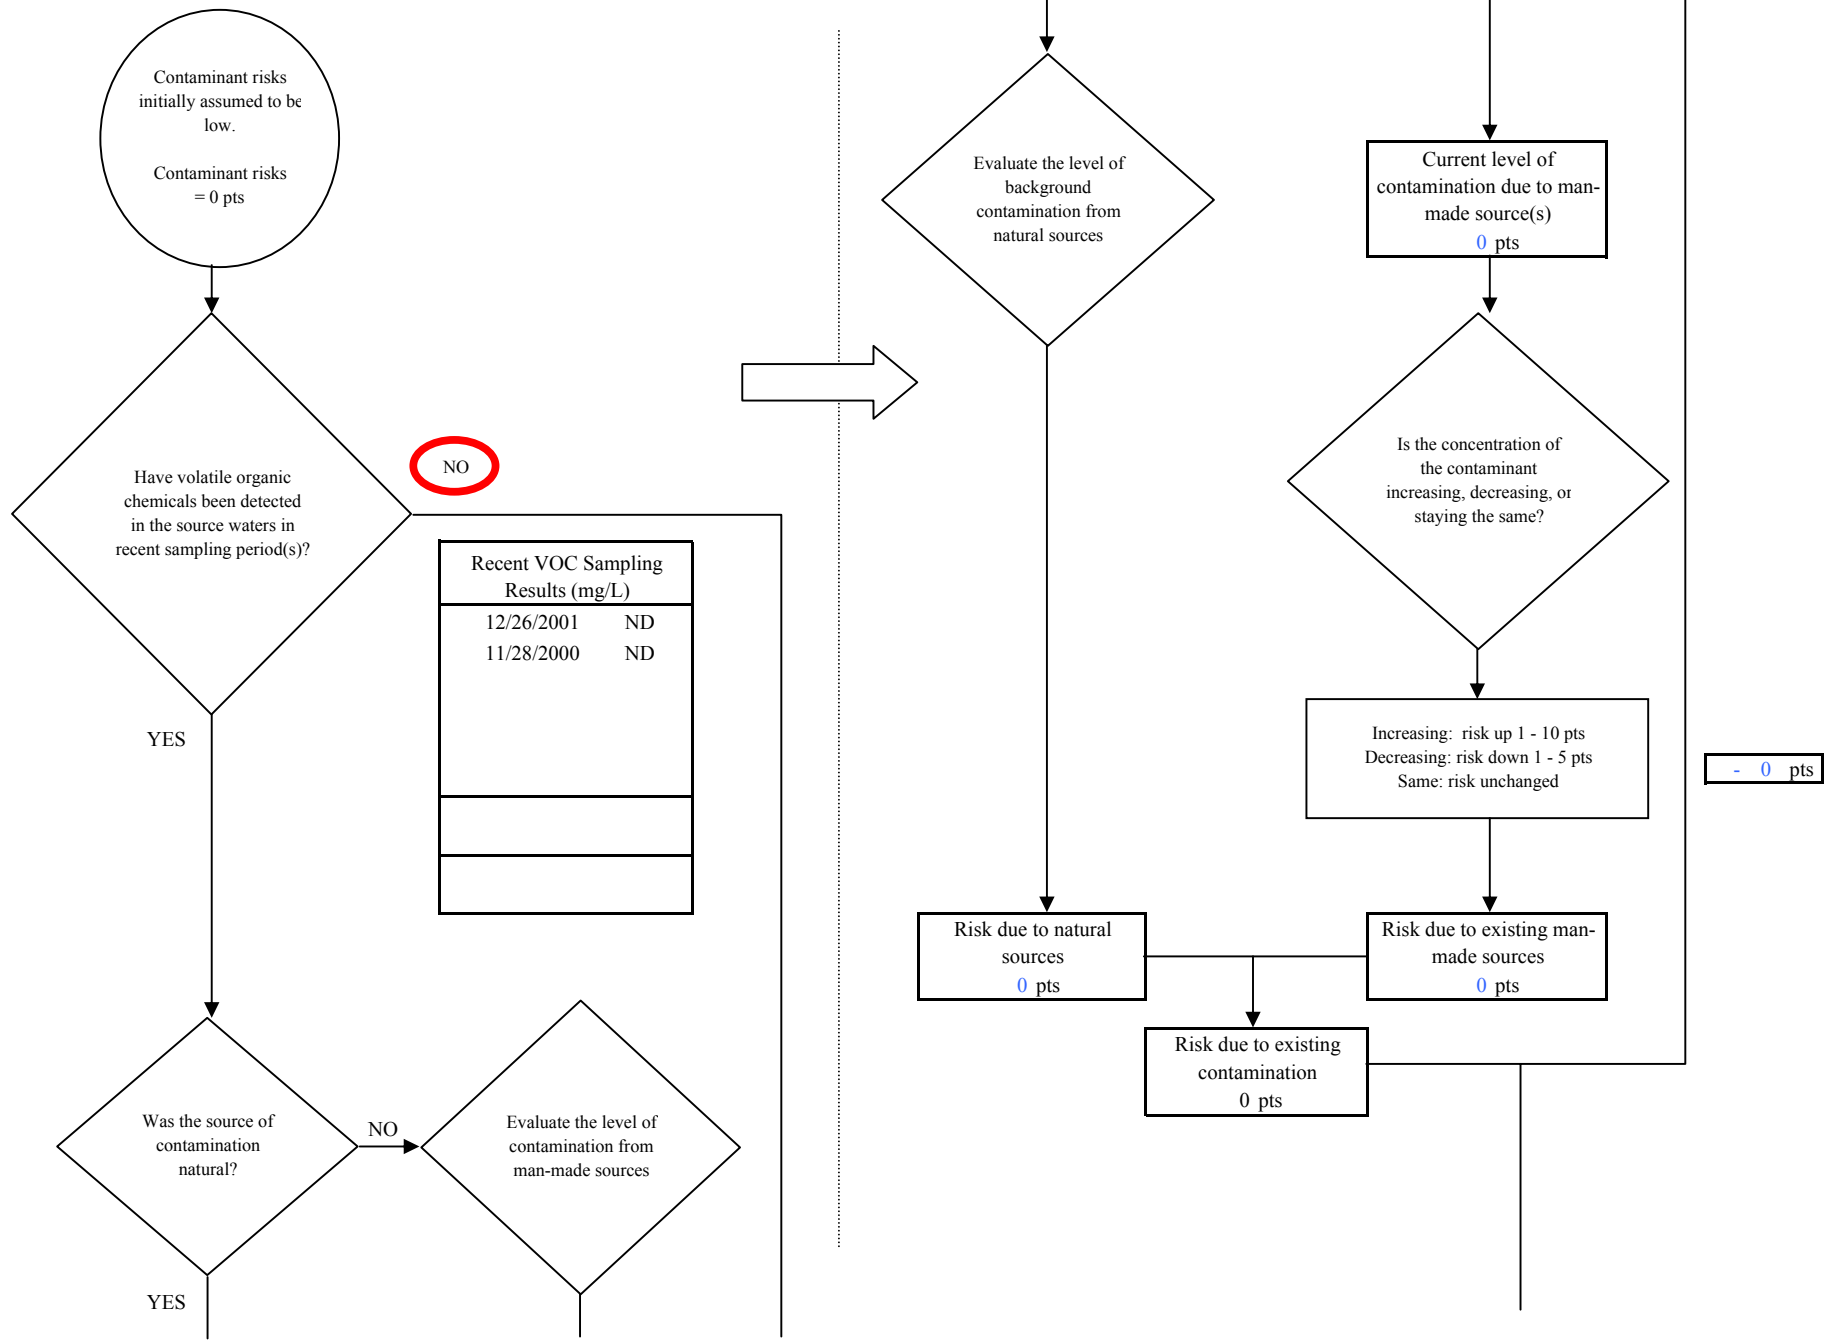 Contaminant risks
initially assumed to be
low.
Contaminant risks
= 0 pts
Have volatile organic
chemicals been detected
in the source waters in
recent sampling period(s)?
NO
Recent VOC Sampling
Results (mg/L)
12/26/2001 ND
11/28/2000 ND
YES
Was the source of
contamination
natural?
NO
Evaluate the level of
contamination from
man-made sources
YES
Evaluate the level of
background
contamination from
natural sources
Current level of
contamination due to man-
made source(s)
0 pts
Is the concentration of
the contaminant
increasing, decreasing, or
staying the same?
Increasing: risk up 1 - 10 pts
Decreasing: risk down 1 - 5 pts
Same: risk unchanged
- 0 pts
Risk due to natural
sources
0 pts
Risk due to existing man-
made sources
0 pts
Risk due to existing
contamination
0 pts